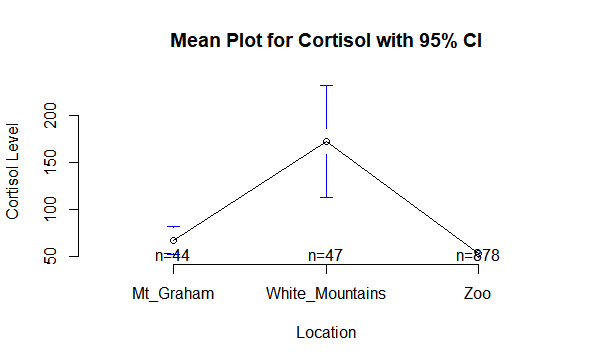 Mean Plot for Cortisol with 95% CI
Cortisol Level
200
150
100
50
n=44 n=47 n=878
Mt_Graham White_Mountains Zoo
Location